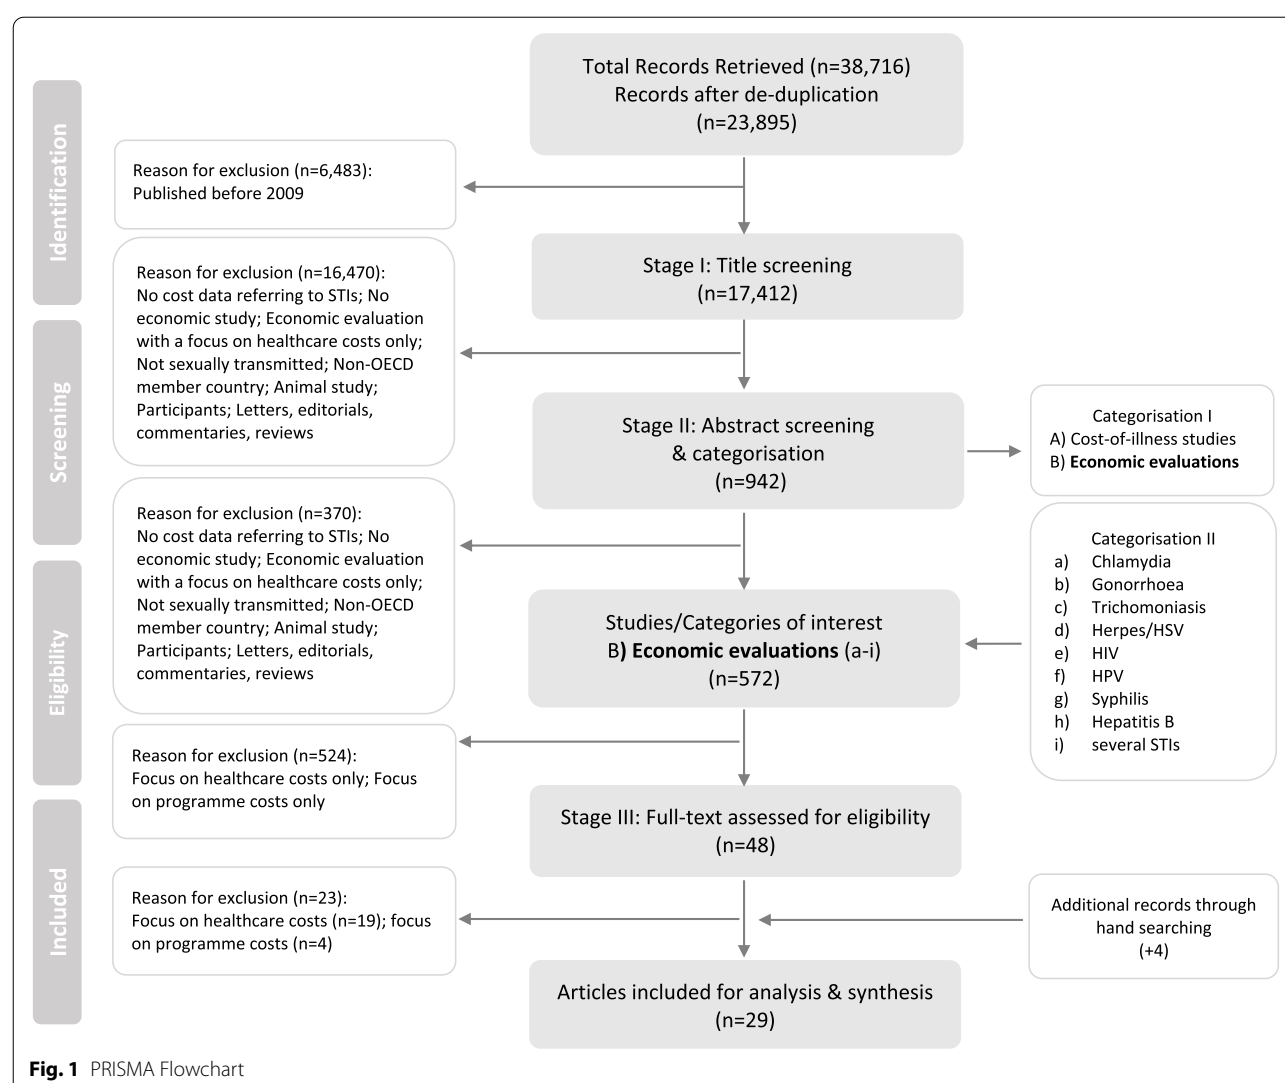 Total Records Retrieved (n=38,716)
Records after de-duplication
(n=23,895)
Identification
Reason for exclusion (n=6,483):
Published before 2009
Stage I: Title screening
(n=17,412)
Reason for exclusion (n=16,470):
No cost data referring to STIs; No
economic study; Economic evaluation
with a focus on healthcare costs only;
Not sexually transmitted; Non-OECD
member country; Animal study;
Participants; Letters, editorials,
commentaries, reviews
Screening
Stage II: Abstract screening
& categorisation
(n=942)
Categorisation I
A) Cost-of-illness studies
B) Economic evaluations
Reason for exclusion (n=370):
No cost data referring to STIs; No
economic study; Economic evaluation
with a focus on healthcare costs only;
Not sexually transmitted; Non-OECD
member country; Animal study;
Participants; Letters, editorials,
commentaries, reviews
Categorisation II
a) Chlamydia
b) Gonorrhoea
c) Trichomoniasis
d) Herpes/HSV
e) HIV
f) HPV
g) Syphilis
h) Hepatitis B
i) several STIs
Eligibility
Studies/Categories of interest
B) Economic evaluations (a-i)
(n=572)
Reason for exclusion (n=524):
Focus on healthcare costs only; Focus
on programme costs only
Stage III: Full-text assessed for eligibility
(n=48)
Included
Reason for exclusion (n=23):
Focus on healthcare costs (n=19); focus
on programme costs (n=4)
Additional records through
hand searching
(+4)
Articles included for analysis & synthesis
(n=29)
Fig. 1 PRISMA Flowchart